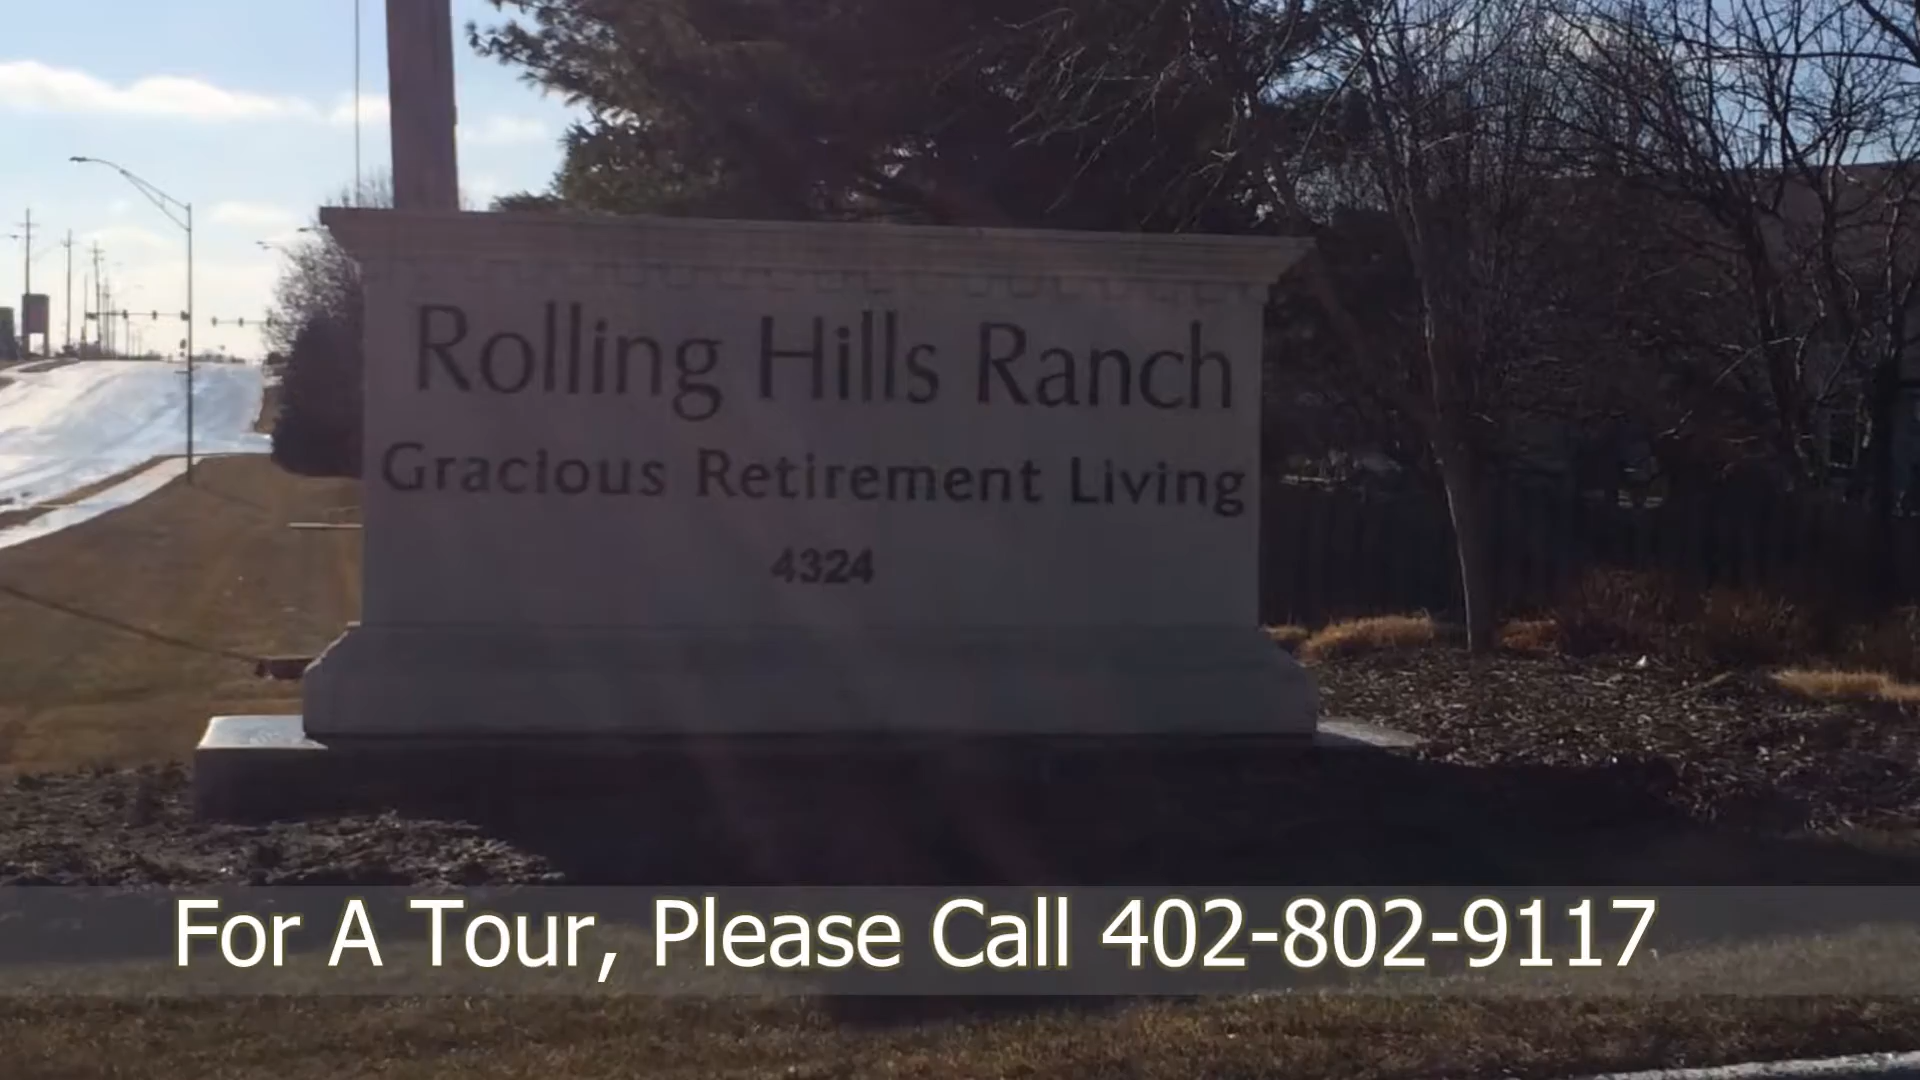 Rolling Hills Ranch
Gracious Retirement Living
4324
For A Tour, Please Call 402-802-9117